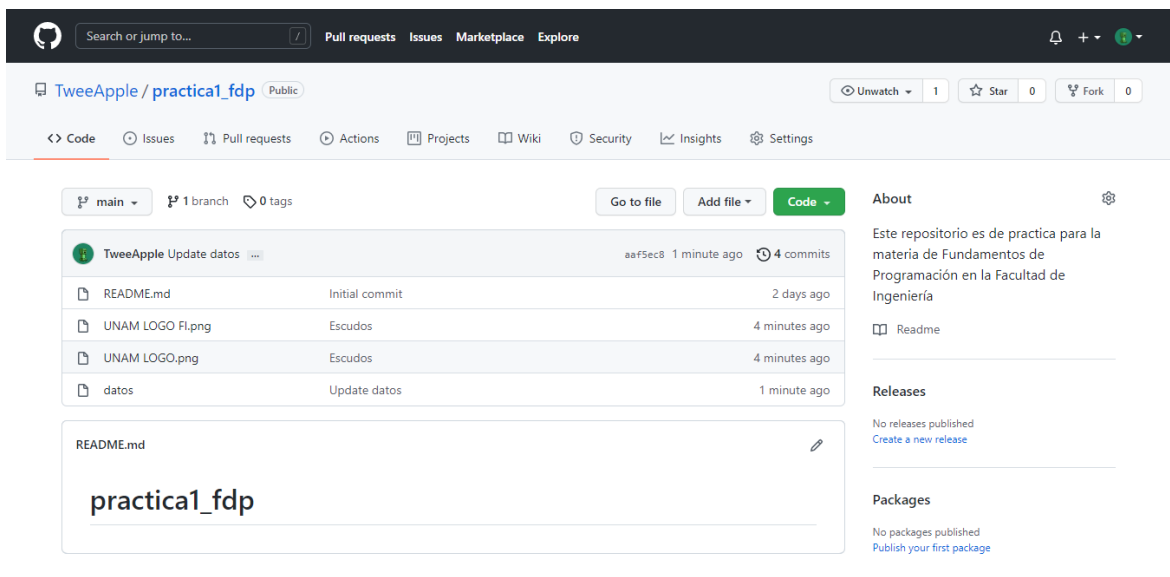 Search or jump to... / Pull requests Issues Marketplace Explore
TweeApple / practica1_fdp Public
Unwatch 1 Star 0 Fork 0
Code Issues Pull requests Actions Projects Wiki Security Insights Settings
main 1 branch 0 tags Go to file Add file Code
TweeApple Update datos ... aaf5ec8 1 minute ago 4 commits
README.md Initial commit 2 days ago
UNAM LOGO FI.png Escudos 4 minutes ago
UNAM LOGO.png Escudos 4 minutes ago
datos Update datos 1 minute ago
README.md
practica1_fdp
About
Este repositorio es de practica para la
materia de Fundamentos de
Programación en la Facultad de
Ingeniería
Readme
Releases
No releases published
Create a new release
Packages
No packages published
Publish your first package